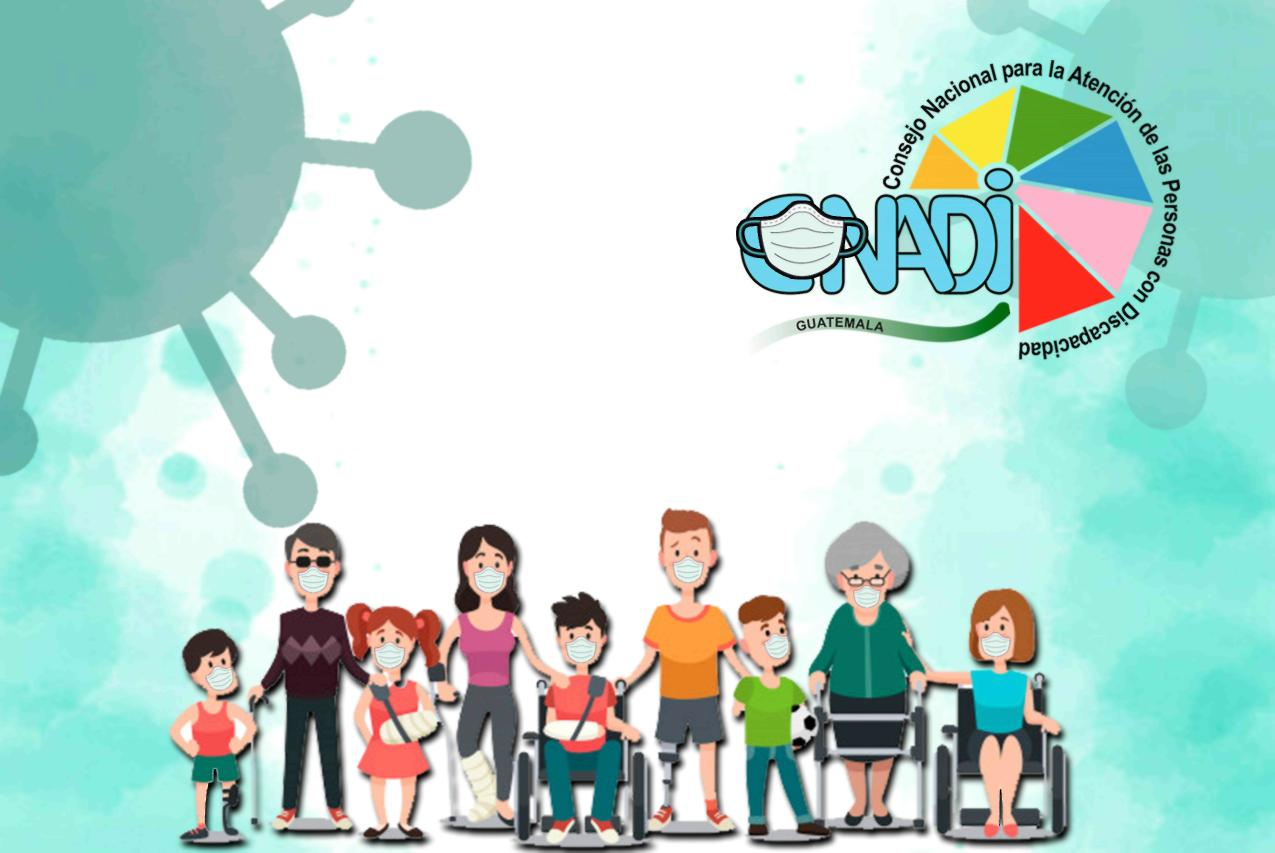 Consejo Nacional para la Atención de las Personas con Discapacidad
CONADI
GUATEMALA